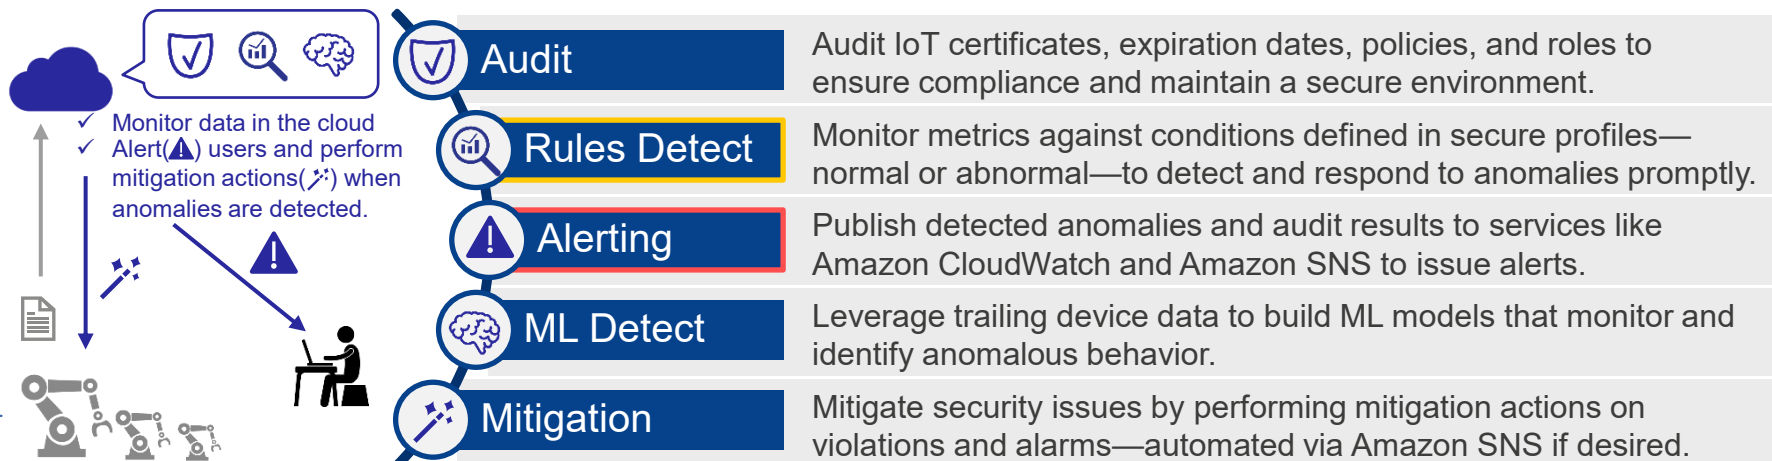 Monitor data in the cloud
Alert( ) users and perform
mitigation actions( ) when
anomalies are detected.
Audit
Audit IoT certificates, expiration dates, policies, and roles to
ensure compliance and maintain a secure environment.
Rules Detect
Monitor metrics against conditions defined in secure profiles—
normal or abnormal—to detect and respond to anomalies promptly.
Alerting
Publish detected anomalies and audit results to services like
Amazon CloudWatch and Amazon SNS to issue alerts.
ML Detect
Leverage trailing device data to build ML models that monitor and
identify anomalous behavior.
Mitigation
Mitigate security issues by performing mitigation actions on
violations and alarms—automated via Amazon SNS if desired.